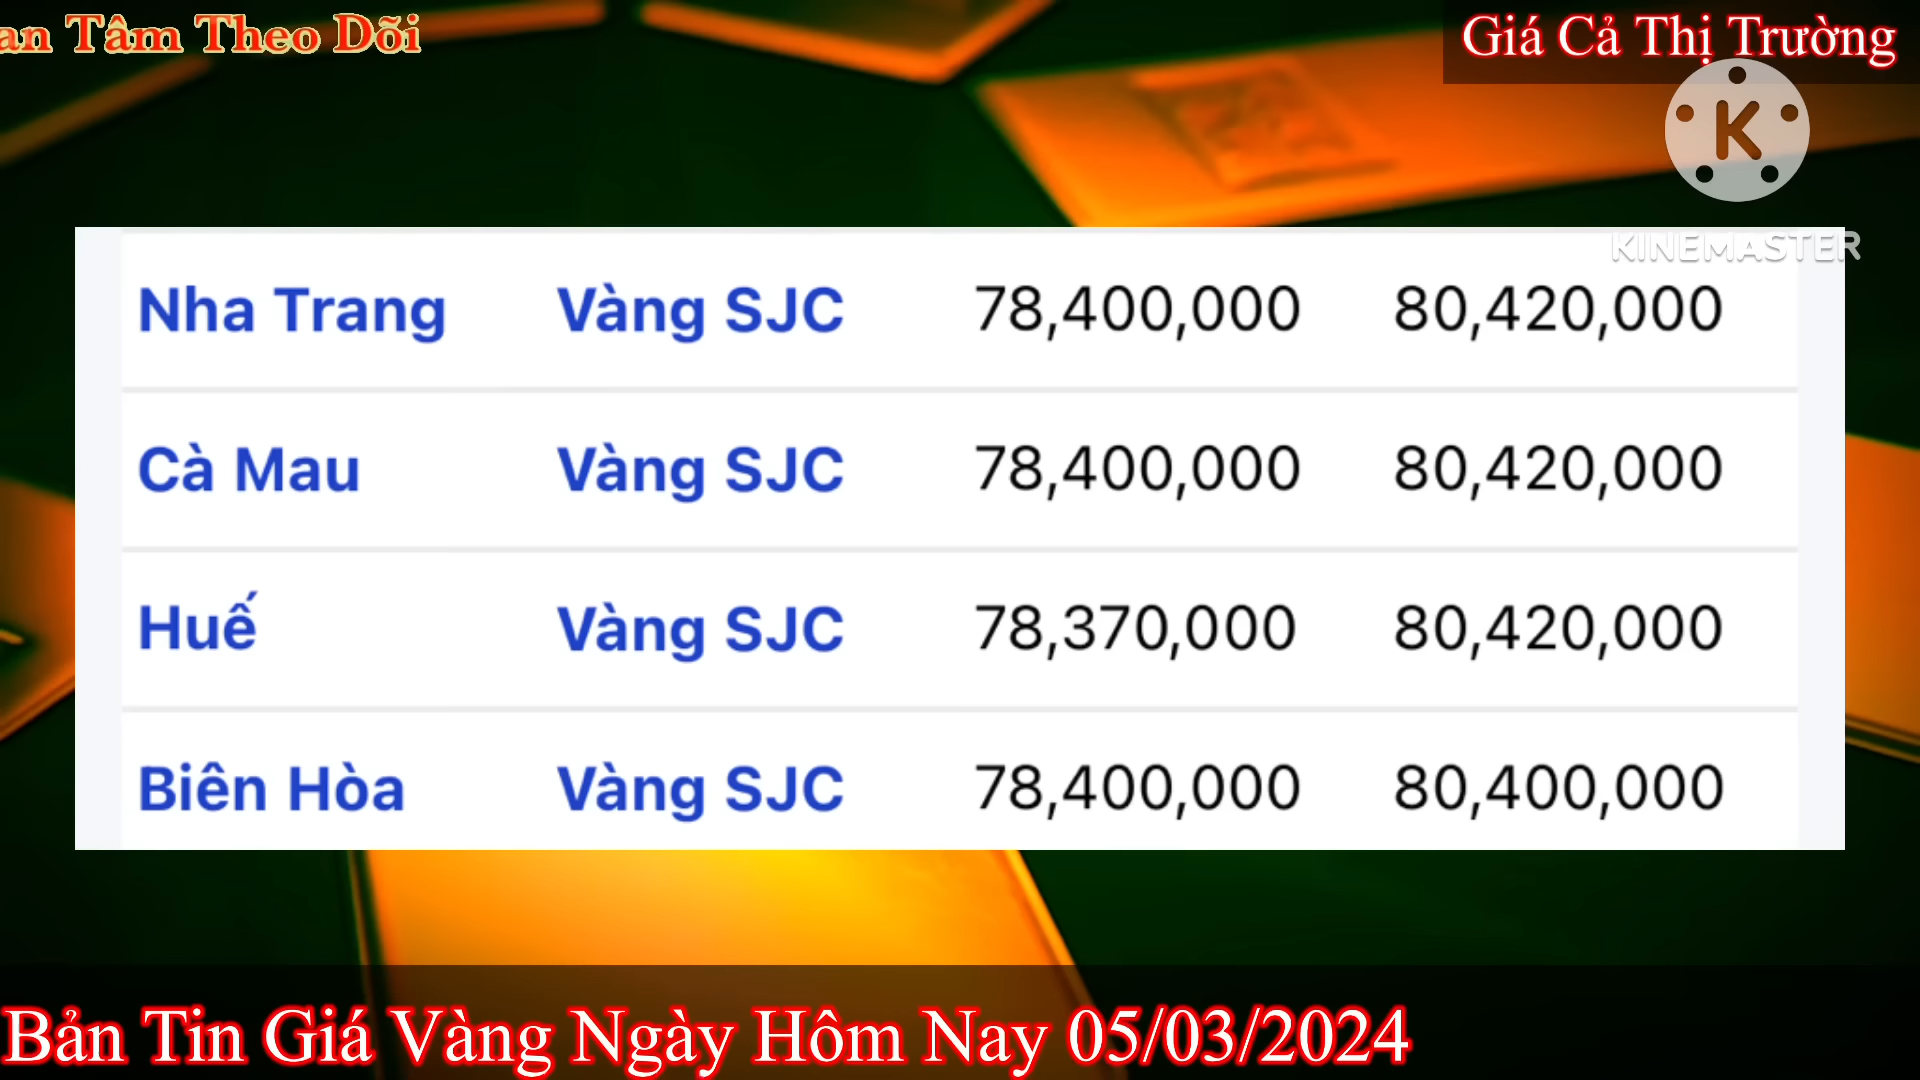 an Tâm Theo Dõi
Giá Cả Thị Trường
K
KINEMASTER
Nha Trang Vàng SJC 78,400,000 80,420,000
Cà Mau Vàng SJC 78,400,000 80,420,000
Huế Vàng SJC 78,370,000 80,420,000
Biên Hòa Vàng SJC 78,400,000 80,400,000
Bản Tin Giá Vàng Ngày Hôm Nay 05/03/2024